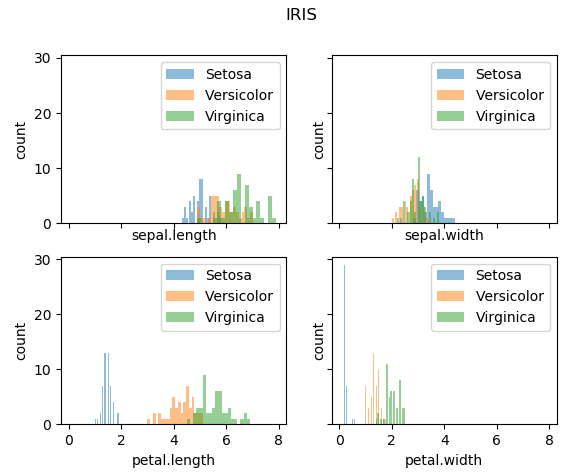 IRIS
30
20
10
0
count
Setosa
Versicolor
Virginica
sepal.length
count
Setosa
Versicolor
Virginica
sepal.width
30
20
10
0
count
Setosa
Versicolor
Virginica
0 2 4 6 8
petal.length
count
Setosa
Versicolor
Virginica
0 2 4 6 8
petal.width